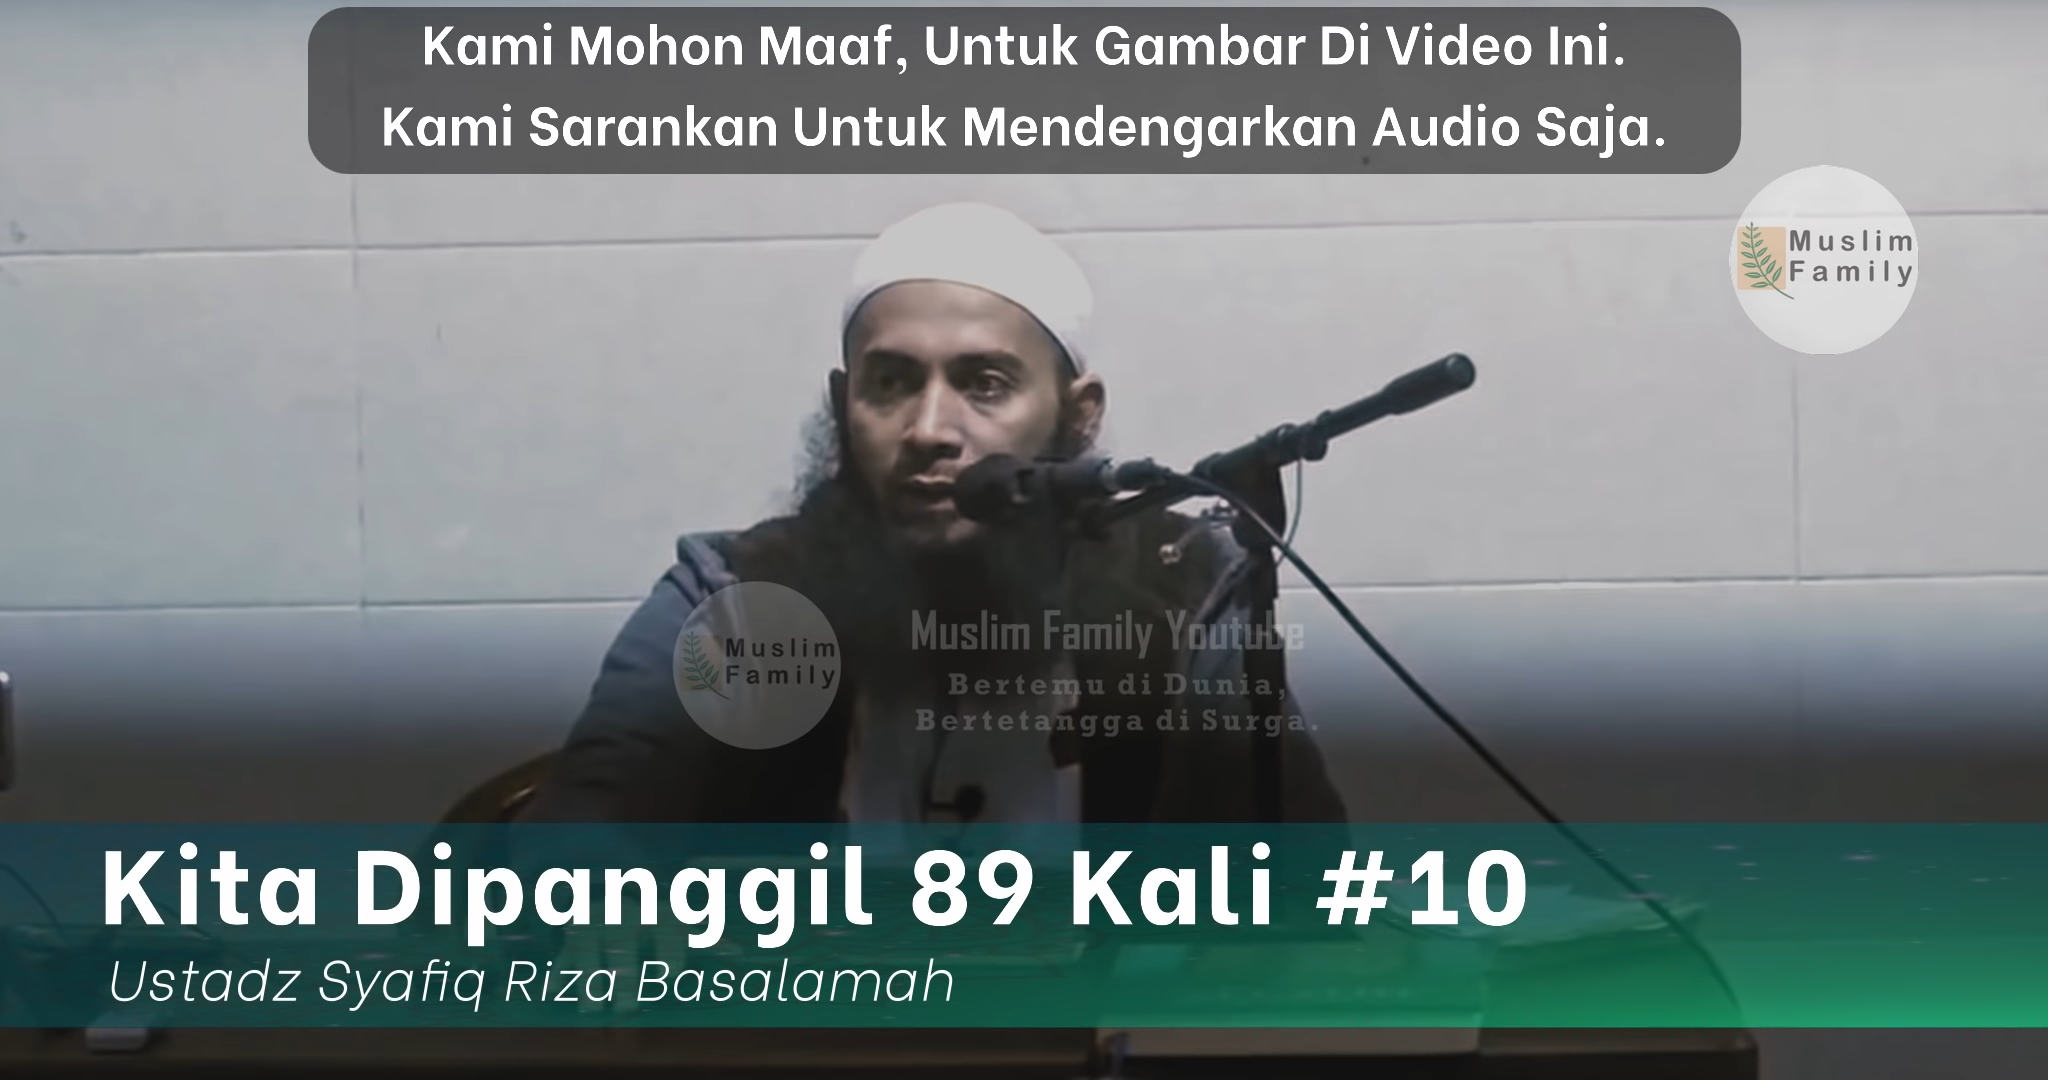 Kami Mohon Maaf, Untuk Gambar Di Video Ini.
Kami Sarankan Untuk Mendengarkan Audio Saja.
Muslim
Family
Muslim
Family
Muslim Family Youtube
Bertemu di Dunia,
Bertetangga di Surga.
Kita Dipanggil 89 Kali #10
Ustadz Syafiq Riza Basalamah